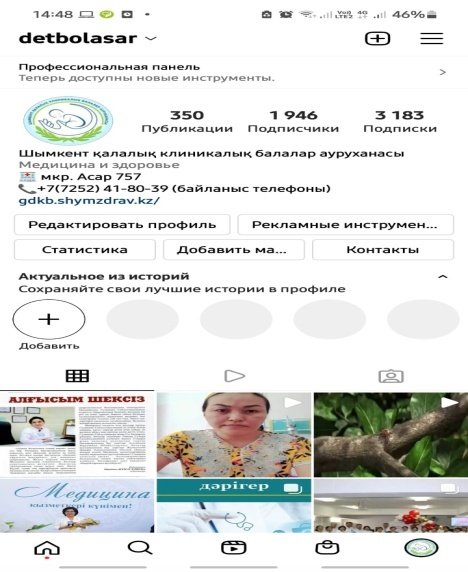 14:48
46%
detbolasar
Профессиональная панель
Теперь доступны новые инструменты.
350
1 946
3 183
Публикации
Подписчики
Подписки
Шымкент қалалық клиникалық балалар ауруханасы
Медицина и здоровье
мкр. Асар 757
+7(7252) 41-80-39 (байланыс телефоны)
gdkb.shymzdrav.kz/
Редактировать профиль
Рекламные инструмен...
Статистика
Добавить ма...
Контакты
Актуальное из историй
Сохраняйте свои лучшие истории в профиле
Добавить
АЛҒЫСЫМ ШЕКСІЗ
Медицина
қызметкері күнімен!
дәрігер